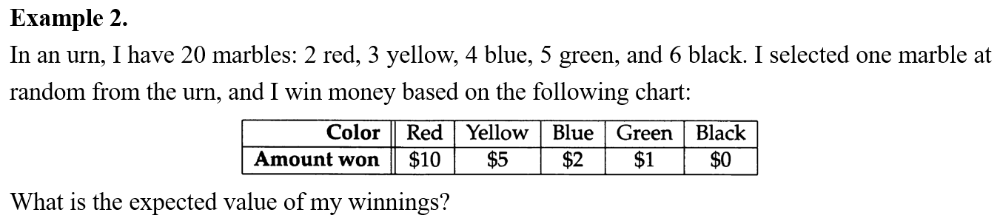 Example 2.
In an urn, I have 20 marbles: 2 red, 3 yellow, 4 blue, 5 green, and 6 black. I selected one marble at
random from the urn, and I win money based on the following chart:
Color Red Yellow Blue Green Black
Amount won $10 $5 $2 $1 $0
What is the expected value of my winnings?